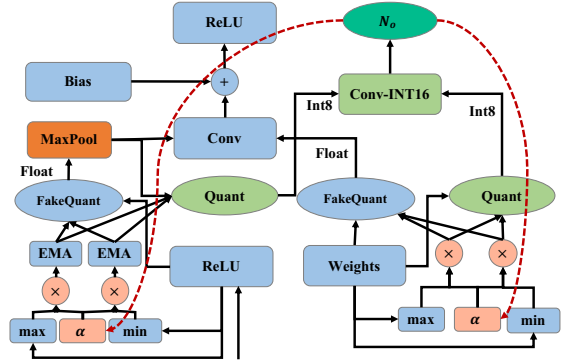 ReLU
N_o
Bias
+
Conv-INT16
Int8
Int8
MaxPool
Conv
Float
Float
FakeQuant
Quant
FakeQuant
Quant
EMA
EMA
ReLU
Weights
×
×
×
×
max
α
min
max
α
min